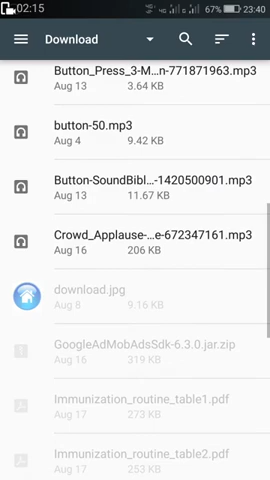 02:15
67% 23:40
Download
Button_Press_3-M...n-771871963.mp3
Aug 13 3.64 KB
button-50.mp3
Aug 4 9.42 KB
Button-SoundBibl...-1420500901.mp3
Aug 13 11.67 KB
Crowd_Applause-...e-672347161.mp3
Aug 16 206 KB
download.jpg
Aug 8 9.16 KB
GoogleAdMobAdsSdk-6.3.0.jar.zip
Aug 16 319 KB
Immunization_routine_table1.pdf
Aug 17 273 KB
Immunization_routine_table2.pdf
Aug 17 253 KB